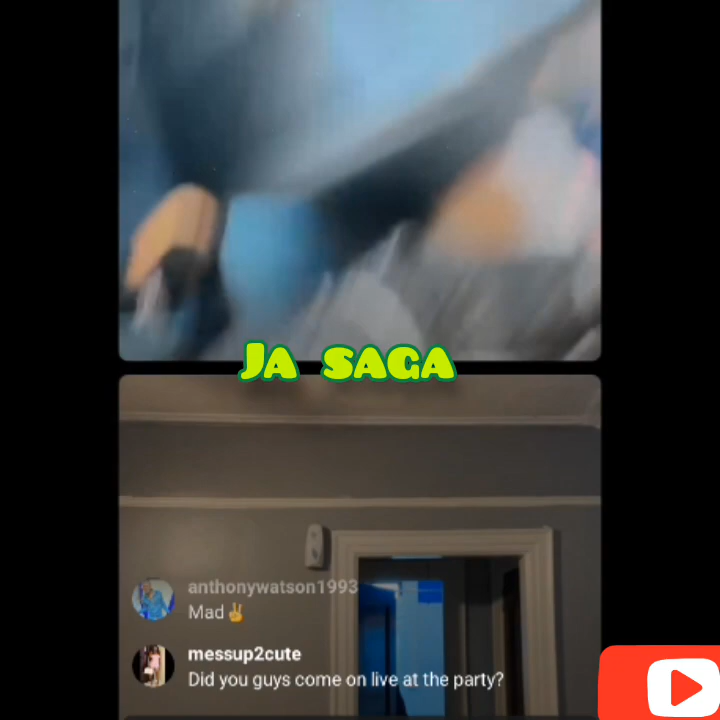 JA SAGA
anthonywatson1993
Mad✌
messup2cute
Did you guys come on live at the party?